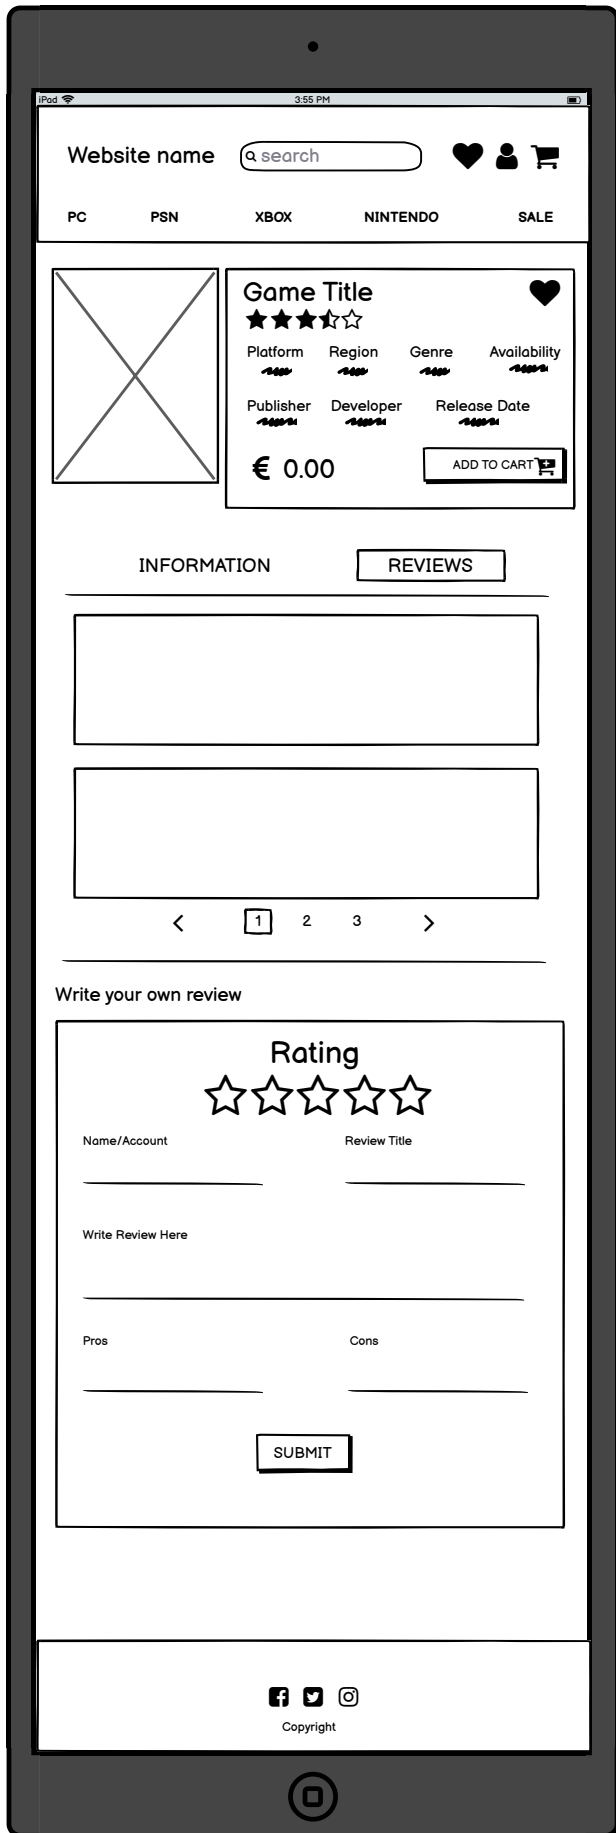 iPad 3:55 PM
Website name search
PC PSN XBOX NINTENDO SALE
Game Title
Platform Region Genre Availability
Publisher Developer Release Date
€ 0.00 ADD TO CART
INFORMATION REVIEWS
1 2 3
Write your own review
Rating
Name/Account Review Title
Write Review Here
Pros Cons
SUBMIT
Copyright